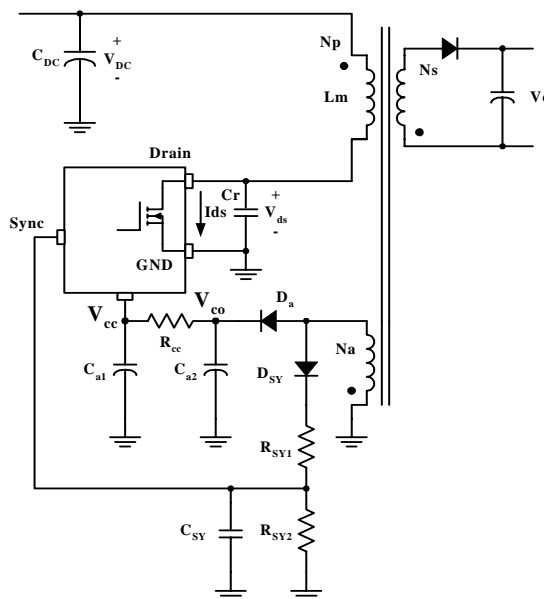 Np
C_DC
+
V_DC
-
Ns
Lm
Drain
Cr
+
V_ds
-
Ids
Sync
GND
V_cc
V_co
D_a
R_cc
Na
C_a1
C_a2
D_SY
R_SY1
C_SY
R_SY2